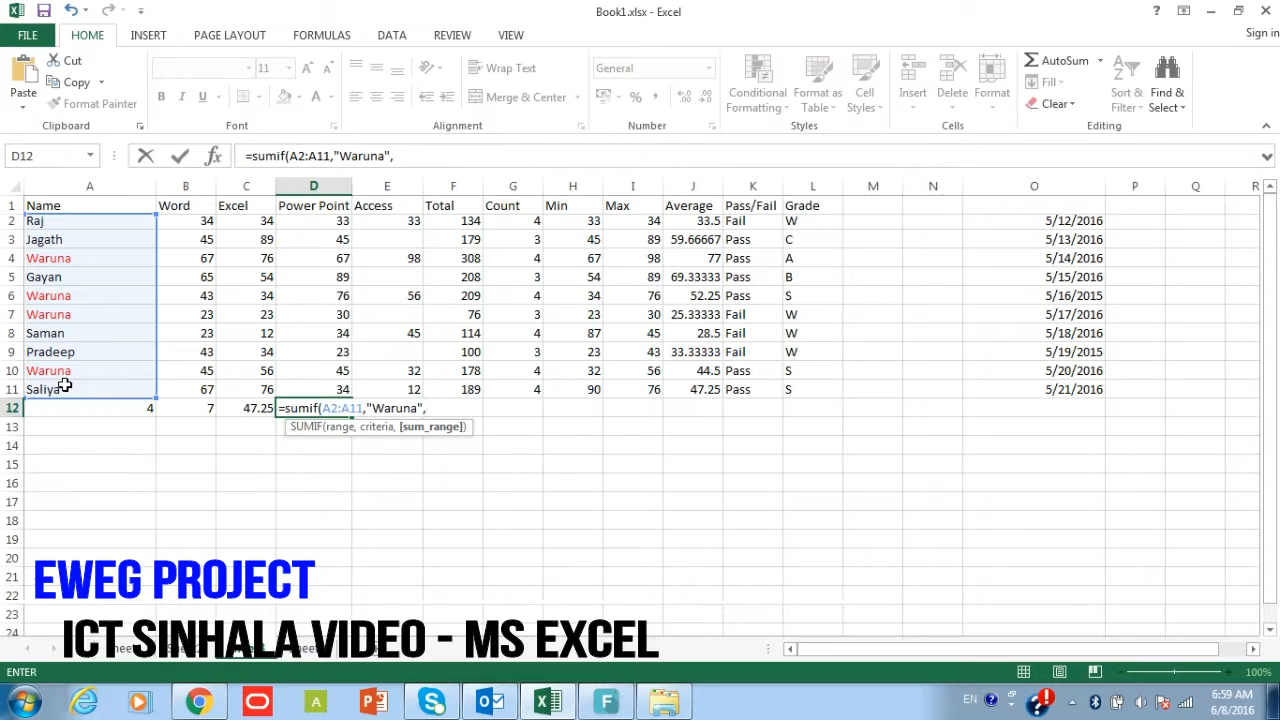 Book1.xlsx - Excel
Sign in
FILE HOME INSERT PAGE LAYOUT FORMULAS DATA REVIEW VIEW
Paste Cut Copy Format Painter
Clipboard
11
Font
Wrap Text
Merge & Center
Alignment
General
Number
Conditional Formatting Format as Table Cell Styles
Styles
Insert Delete Format
Cells
AutoSum Fill Clear
Sort & Filter Find & Select
Editing
D12 =sumif(A2:A11,"Waruna",
A B C D E F G H I J K L M N O P Q R
1 Name Word Excel Power Point Access Total Count Min Max Average Pass/Fail Grade
2 Raj 34 34 33 33 134 4 33 34 33.5 Fail W 5/12/2016
3 Jagath 45 89 45 179 3 45 89 59.66667 Pass C 5/13/2016
4 Waruna 67 76 67 98 308 4 67 98 77 Pass A 5/14/2016
5 Gayan 65 54 89 208 3 54 89 69.33333 Pass B 5/15/2016
6 Waruna 43 34 76 56 209 4 34 76 52.25 Pass S 5/16/2015
7 Waruna 23 23 30 76 3 23 30 25.33333 Fail W 5/17/2016
8 Saman 23 12 34 45 114 4 87 45 28.5 Fail W 5/18/2016
9 Pradeep 43 34 23 100 3 23 43 33.33333 Fail W 5/19/2015
10 Waruna 45 56 45 32 178 4 32 56 44.5 Pass S 5/20/2016
11 Saliya 67 76 34 12 189 4 90 76 47.25 Pass S 5/21/2016
12 4 7 47.25 =sumif(A2:A11,"Waruna",
SUMIF(range, criteria, [sum_range])
13
14
15
16
17
18
19
20
21
22
23
24
EWEG PROJECT
ICT SINHALA VIDEO - MS EXCEL
ENTER 100%
EN 6:59 AM
6/8/2016